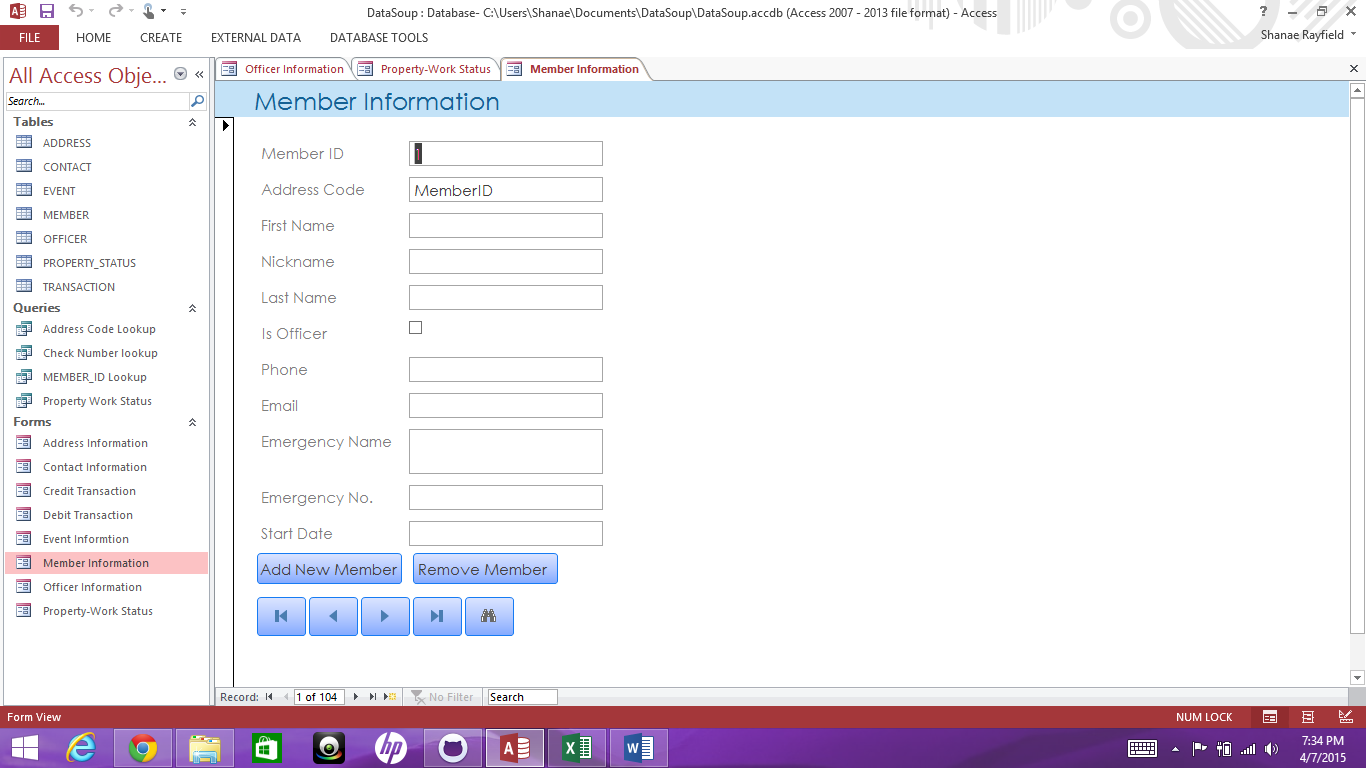 DataSoup : Database- C:\Users\Shanae\Documents\DataSoup\DataSoup.accdb (Access 2007 - 2013 file format) - Access
FILE HOME CREATE EXTERNAL DATA DATABASE TOOLS
Shanae Rayfield
All Access Obje...
Search...
Tables
ADDRESS
CONTACT
EVENT
MEMBER
OFFICER
PROPERTY_STATUS
TRANSACTION
Queries
Address Code Lookup
Check Number lookup
MEMBER_ID Lookup
Property Work Status
Forms
Address Information
Contact Information
Credit Transaction
Debit Transaction
Event Informtion
Member Information
Officer Information
Property-Work Status
Officer Information Property-Work Status Member Information
Member Information
Member ID 1
Address Code MemberID
First Name
Nickname
Last Name
Is Officer
Phone
Email
Emergency Name
Emergency No.
Start Date
Add New Member Remove Member
Record: 1 of 104 No Filter Search
Form View NUM LOCK
7:34 PM
4/7/2015